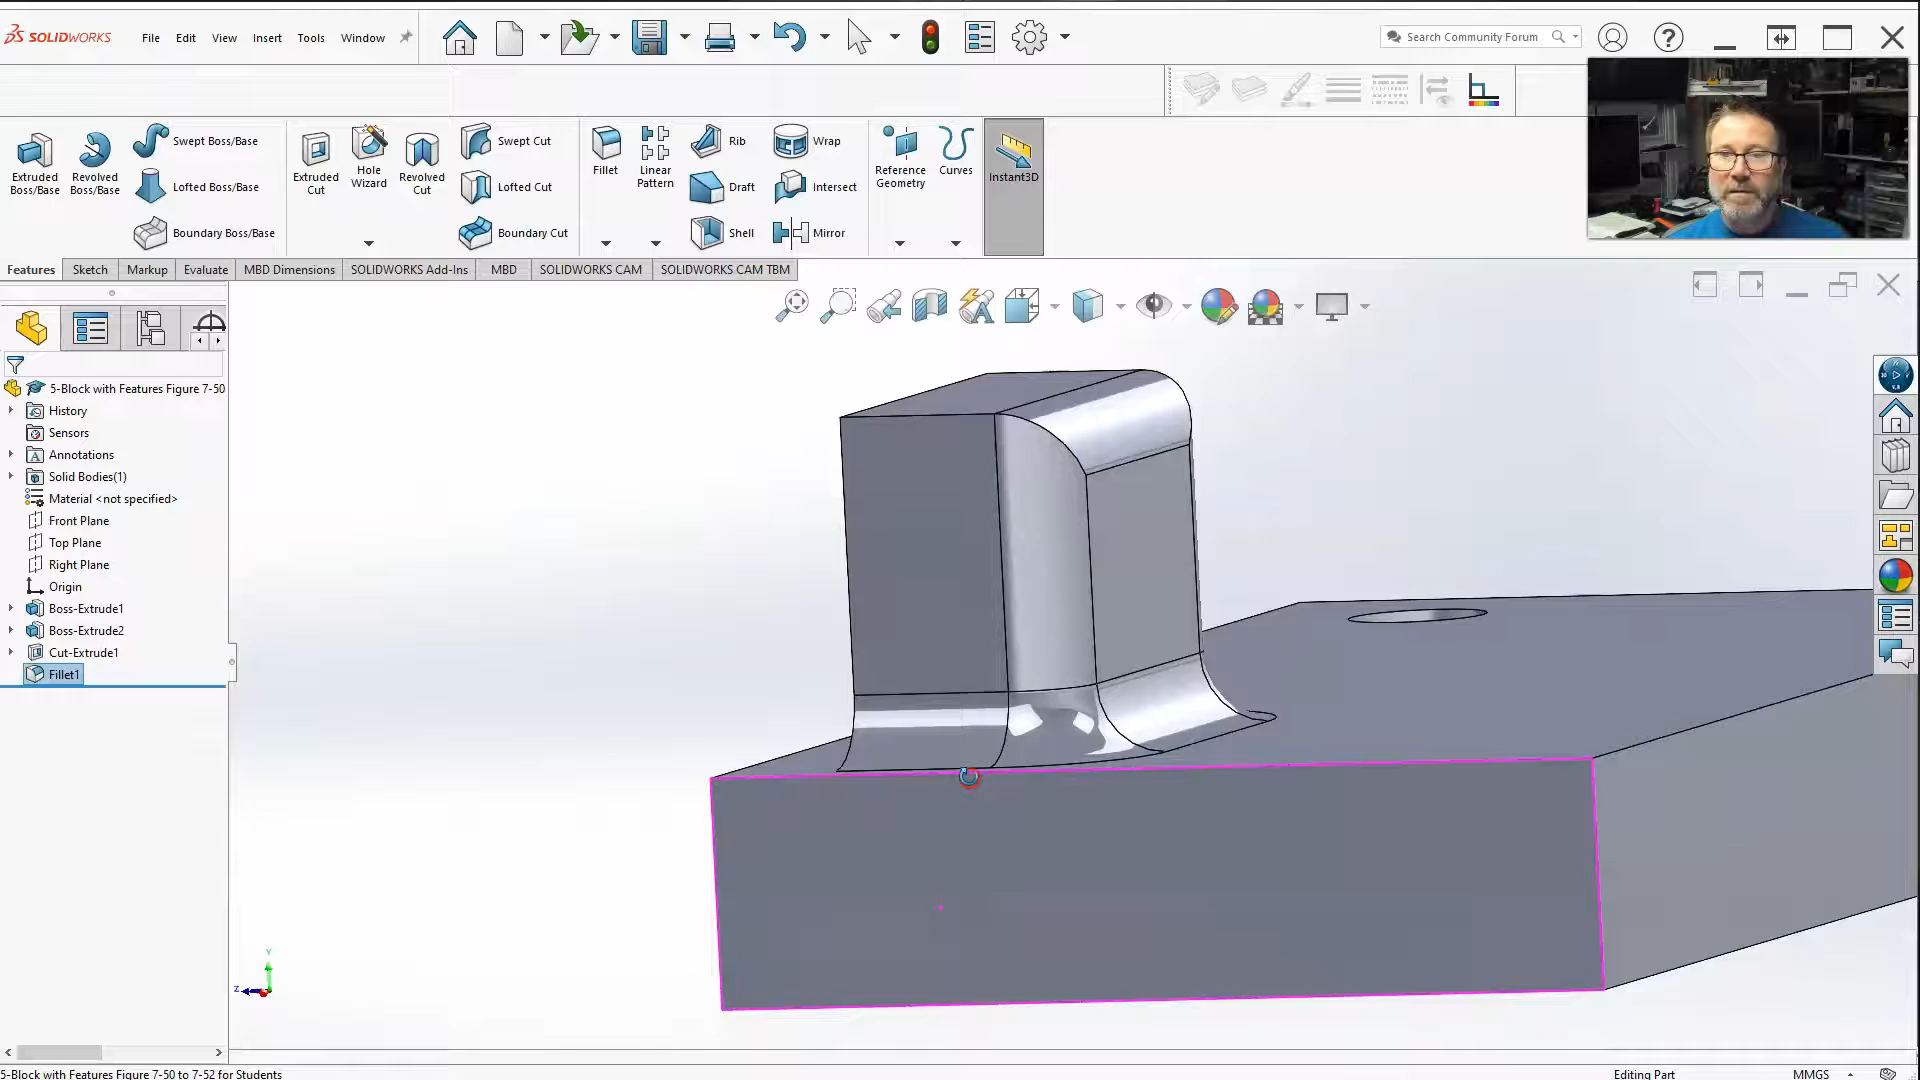 SOLIDWORKS
File Edit View Insert Tools Window
Search Community Forum
Extruded Boss/Base
Revolved Boss/Base
Swept Boss/Base
Lofted Boss/Base
Boundary Boss/Base
Extruded Cut
Hole Wizard
Revolved Cut
Swept Cut
Lofted Cut
Boundary Cut
Fillet
Linear Pattern
Rib
Draft
Shell
Wrap
Intersect
Mirror
Reference Geometry
Curves
Instant3D
Features Sketch Markup Evaluate MBD Dimensions SOLIDWORKS Add-Ins MBD SOLIDWORKS CAM SOLIDWORKS CAM TBM
5-Block with Features Figure 7-50
History
Sensors
Annotations
Solid Bodies(1)
Material <not specified>
Front Plane
Top Plane
Right Plane
Origin
Boss-Extrude1
Boss-Extrude2
Cut-Extrude1
Fillet1
Y
Z
5-Block with Features Figure 7-50 to 7-52 for Students
Editing Part
MMGS